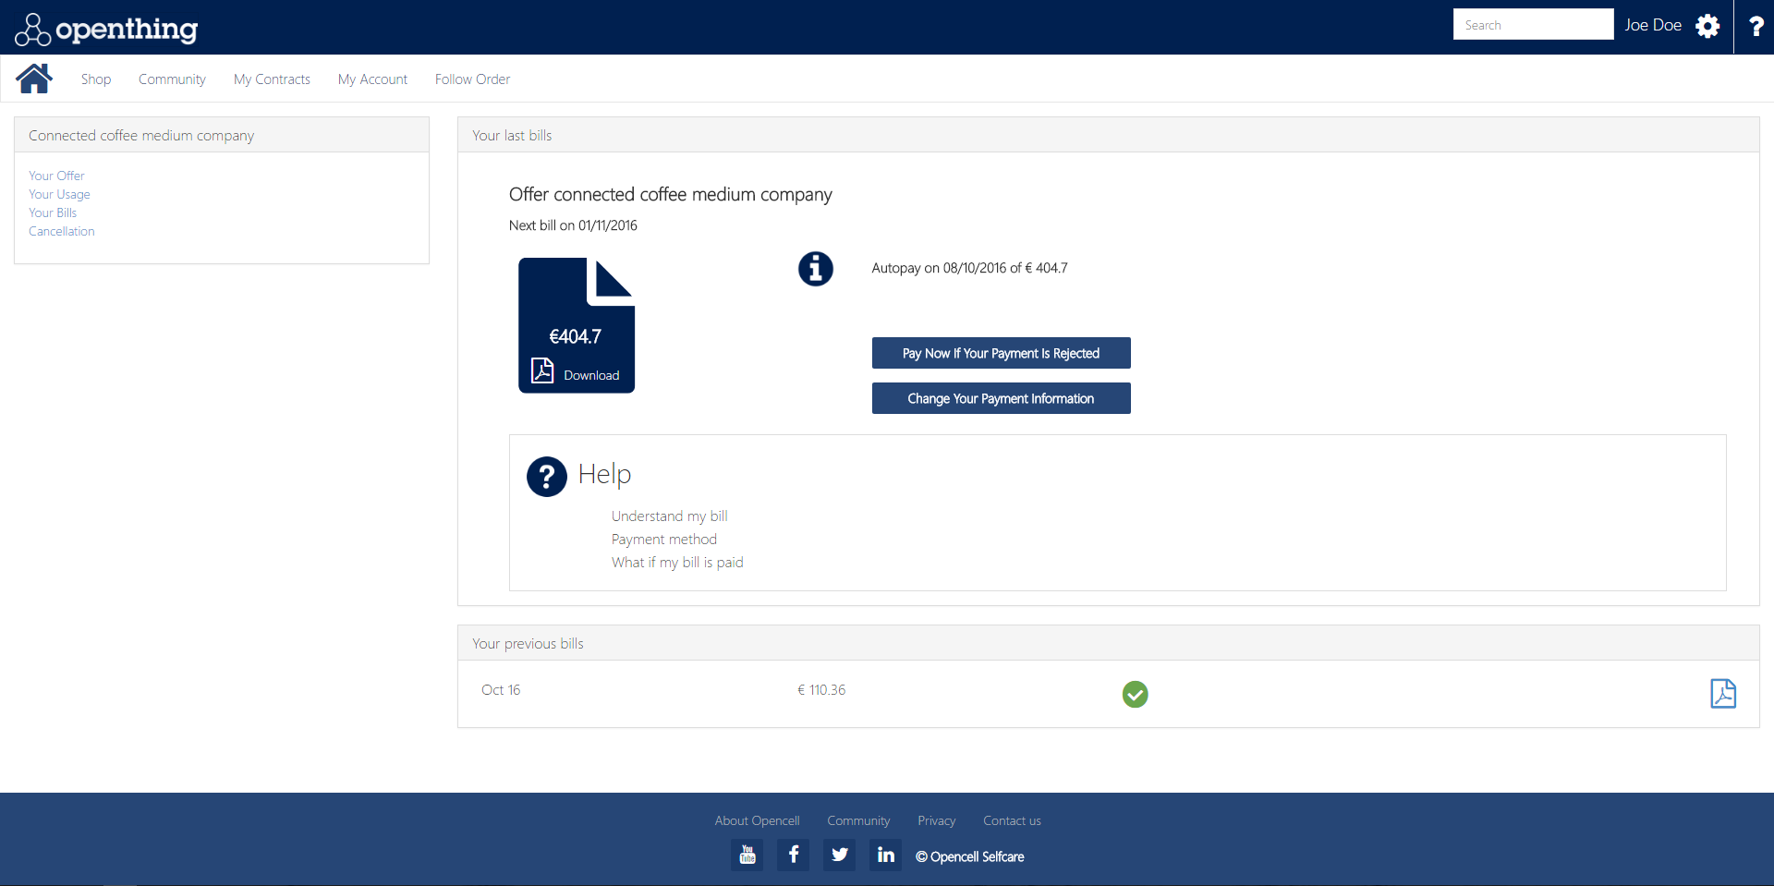 openthing
Search
Joe Doe
?
Shop
Community
My Contracts
My Account
Follow Order
Connected coffee medium company
Your Offer
Your Usage
Your Bills
Cancellation
Your last bills
Offer connected coffee medium company
Next bill on 01/11/2016
€404.7
Download
Autopay on 08/10/2016 of € 404.7
Pay Now If Your Payment Is Rejected
Change Your Payment Information
? Help
Understand my bill
Payment method
What if my bill is paid
Your previous bills
Oct 16 € 110.36
About Opencell Community Privacy Contact us
You Tube f in © Opencell Selfcare